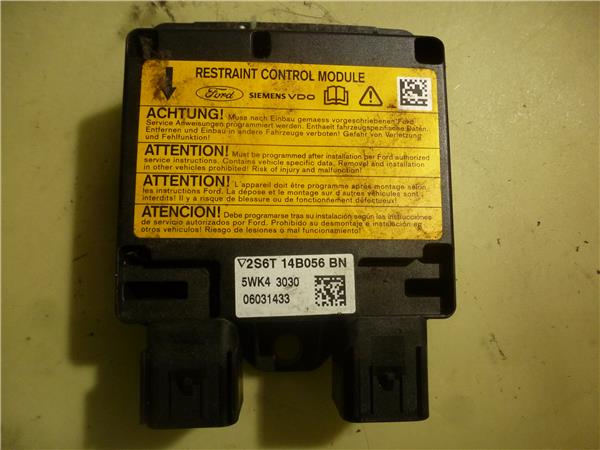 RESTRAINT CONTROL MODULE
Ford SIEMENS VDO
ACHTUNG! Muss nach Einbau gemaess vorgeschriebenen Ford
Service Anweisungen programmiert werden. Enthaelt fahrzeugspezifische Daten.
Entfernen und Einbau in andere Fahrzeuge verboten! Gefahr von Verletzung
und Fehlfunktion!
ATTENTION! Must be programmed after installation per Ford authorized
service instructions. Contains vehicle specific data. Removal and installation
in other vehicles prohibited! Risk of injury and malfunction!
ATTENTION! L'appareil doit être programme après montage selon
les instructions Ford. La dépose et le montage sur d'autres véhicules sont
interdits! Il y a risque de blessure ou de fonctionnement défectueux!
ATENCION! Debe programarse tras su instalación según las instrucciones
de servicio autorizados por Ford. Prohibido su desmontaje e instalación en
otros vehículos! Riesgo de lesiones o mal funcionamiento!
2S6T 14B056 BN
5WK4 3030
06031433